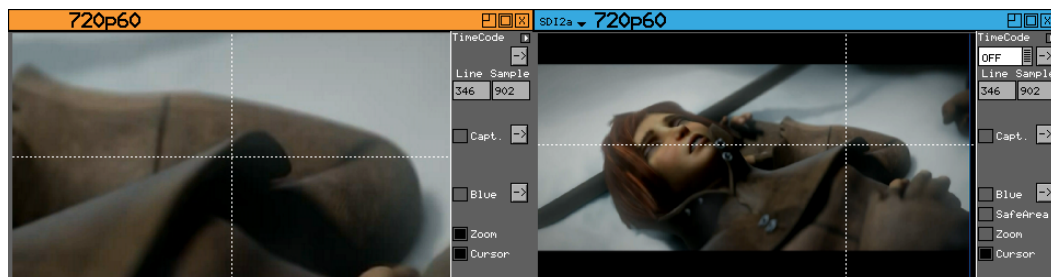 720p60
TimeCode
->
Line Sample
346 902
Capt. ->
Blue ->
Zoom
Cursor
SDI2a 720p60
TimeCode
OFF ->
Line Sample
346 902
Capt. ->
Blue ->
SafeArea
Zoom
Cursor